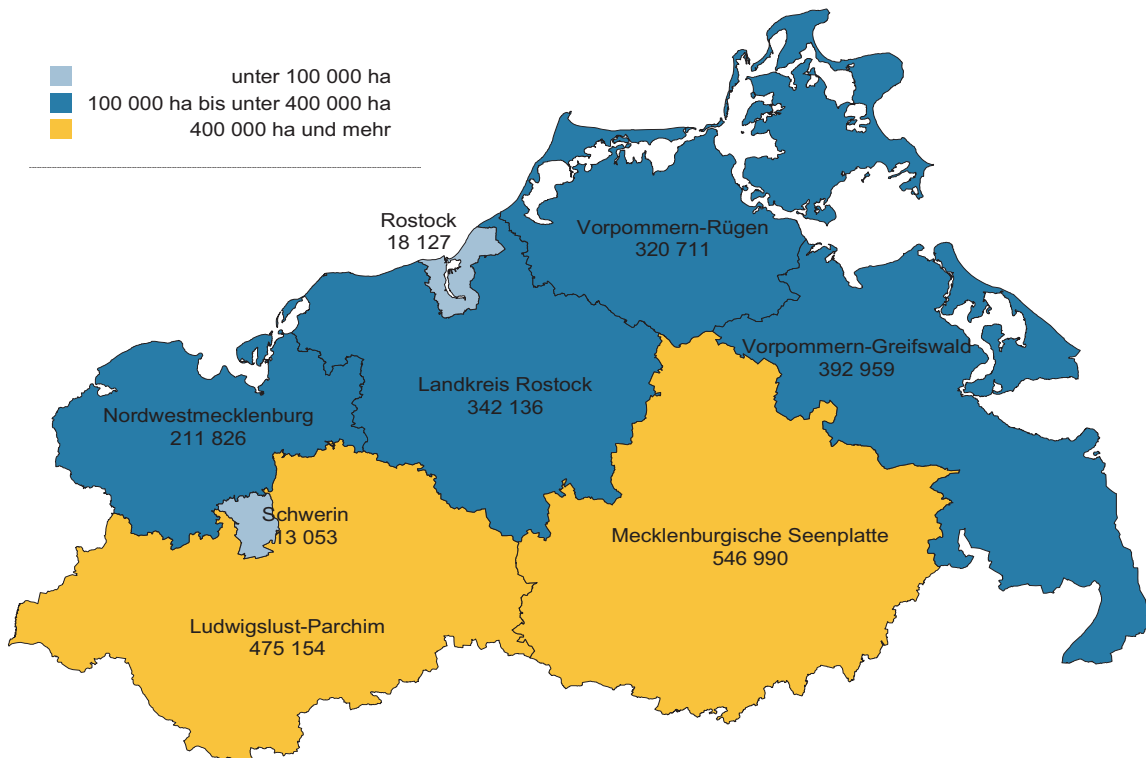 unter 100 000 ha
100 000 ha bis unter 400 000 ha
400 000 ha und mehr
Rostock
18 127
Vorpommern-Rügen
320 711
Vorpommern-Greifswald
392 959
Landkreis Rostock
342 136
Nordwestmecklenburg
211 826
Schwerin
13 053
Mecklenburgische Seenplatte
546 990
Ludwigslust-Parchim
475 154